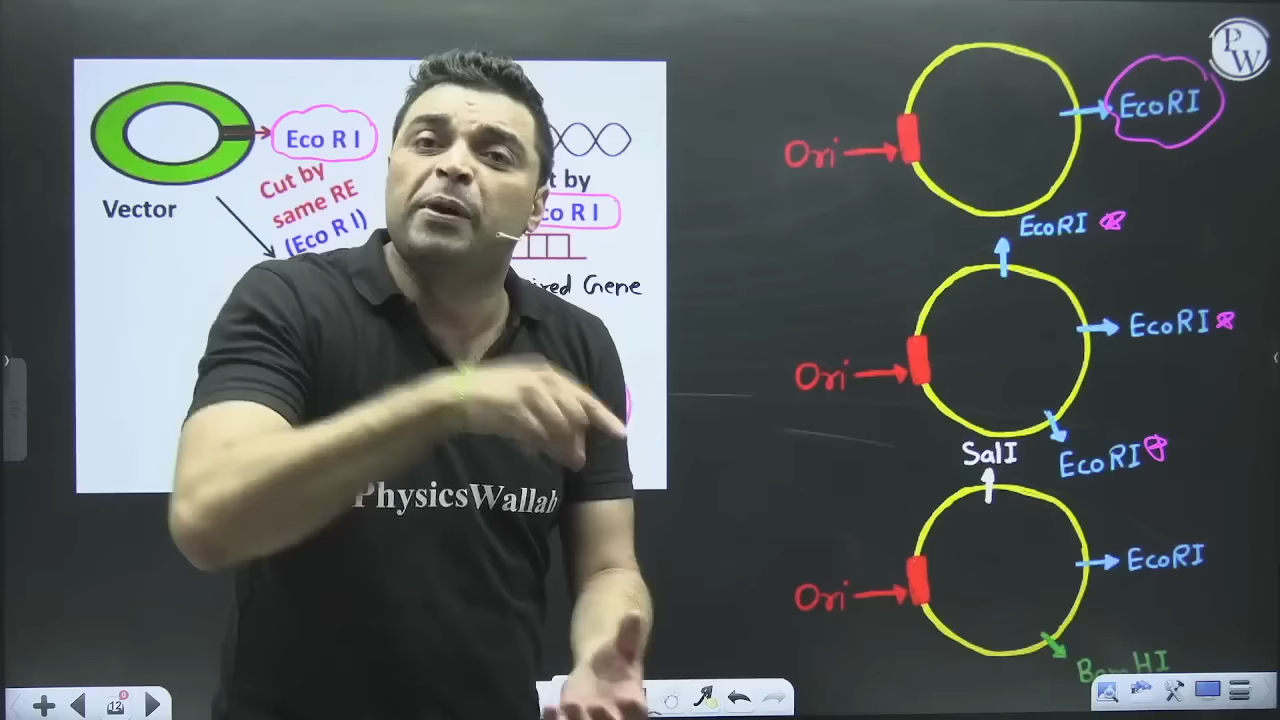 Eco R I
Cut by
same RE
(Eco R I)
Vector
t by
co R I
ired Gene
PhysicsWallah
P
W
EcoRI
Ori
EcoRI
EcoRI
Ori
EcoRI
SalI
EcoRI
Ori
BamHI
12